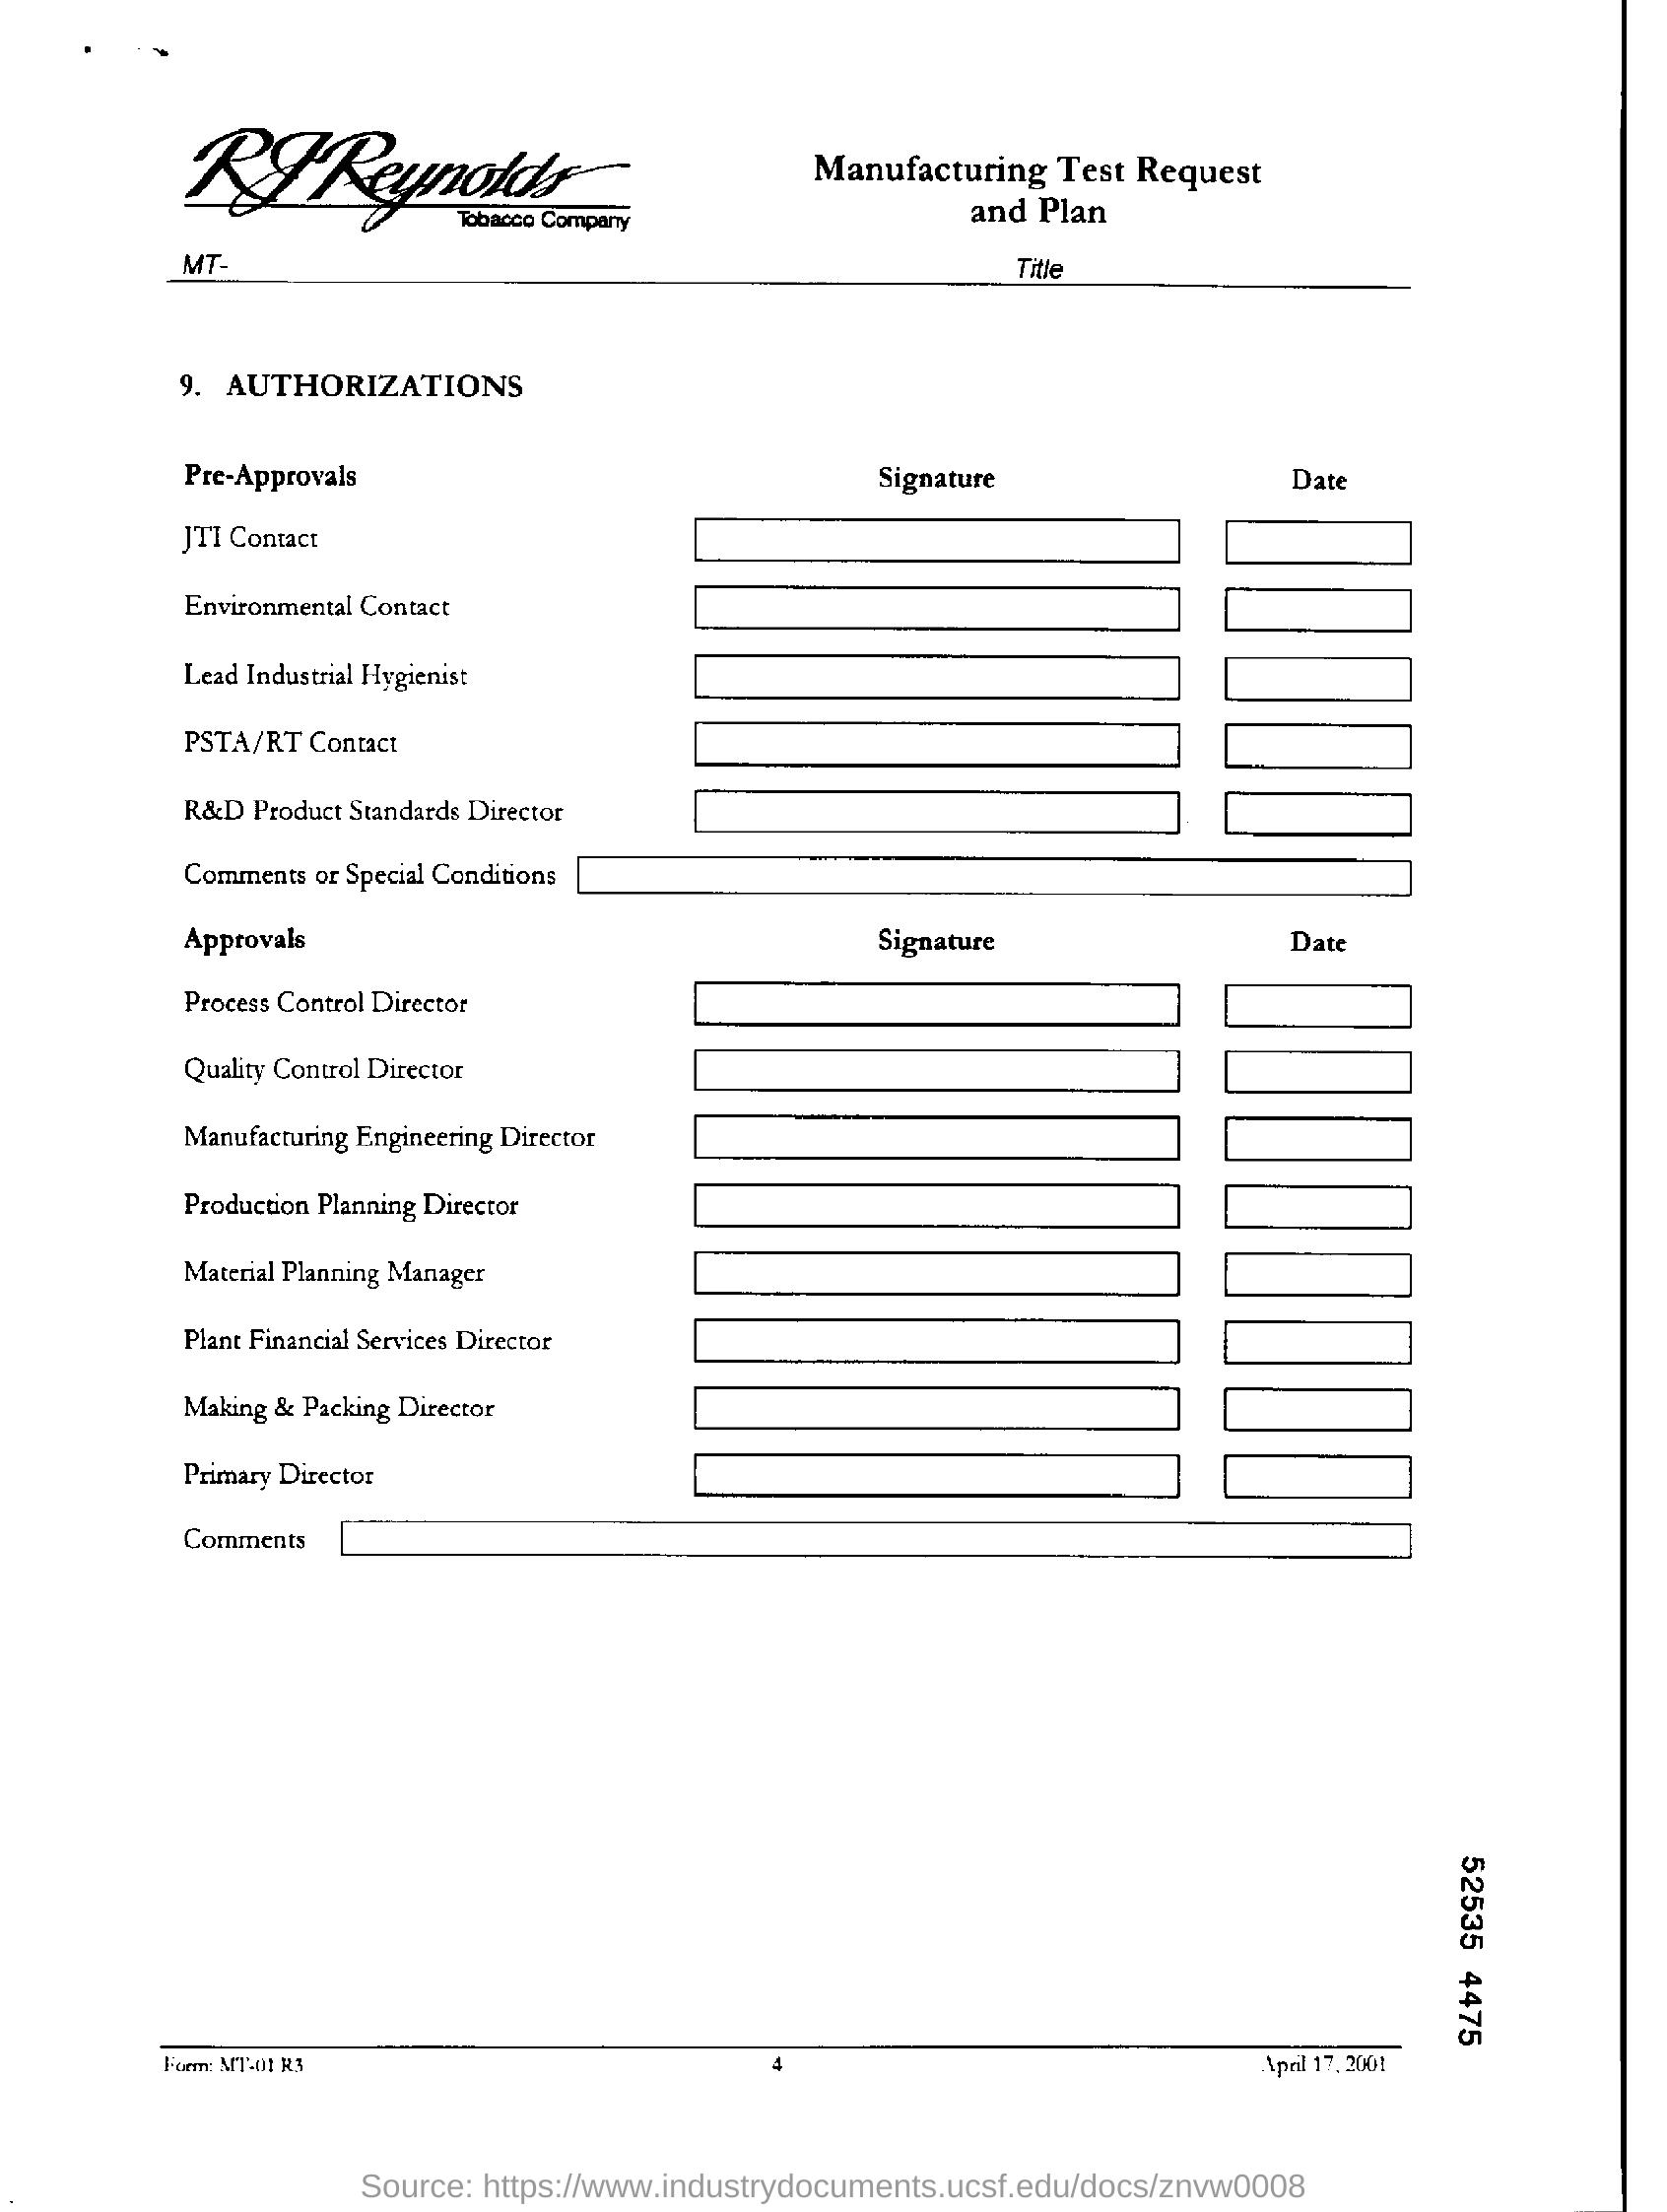 RJReynolds
Tobacco Company
Manufacturing Test Request
and Plan
MT-
Title
9. AUTHORIZATIONS
Pre-Approvals Signature Date
JTI Contact
Environmental Contact
Lead Industrial Hygienist
PSTA/RT Contact
R&D Product Standards Director
Comments or Special Conditions
Approvals Signature Date
Process Control Director
Quality Control Director
Manufacturing Engineering Director
Production Planning Director
Material Planning Manager
Plant Financial Services Director
Making & Packing Director
Primary Director
Comments
52535 4475
Form: MT-01 R3 4 April 17, 2001
Source: https://www.industrydocuments.ucsf.edu/docs/znvw0008